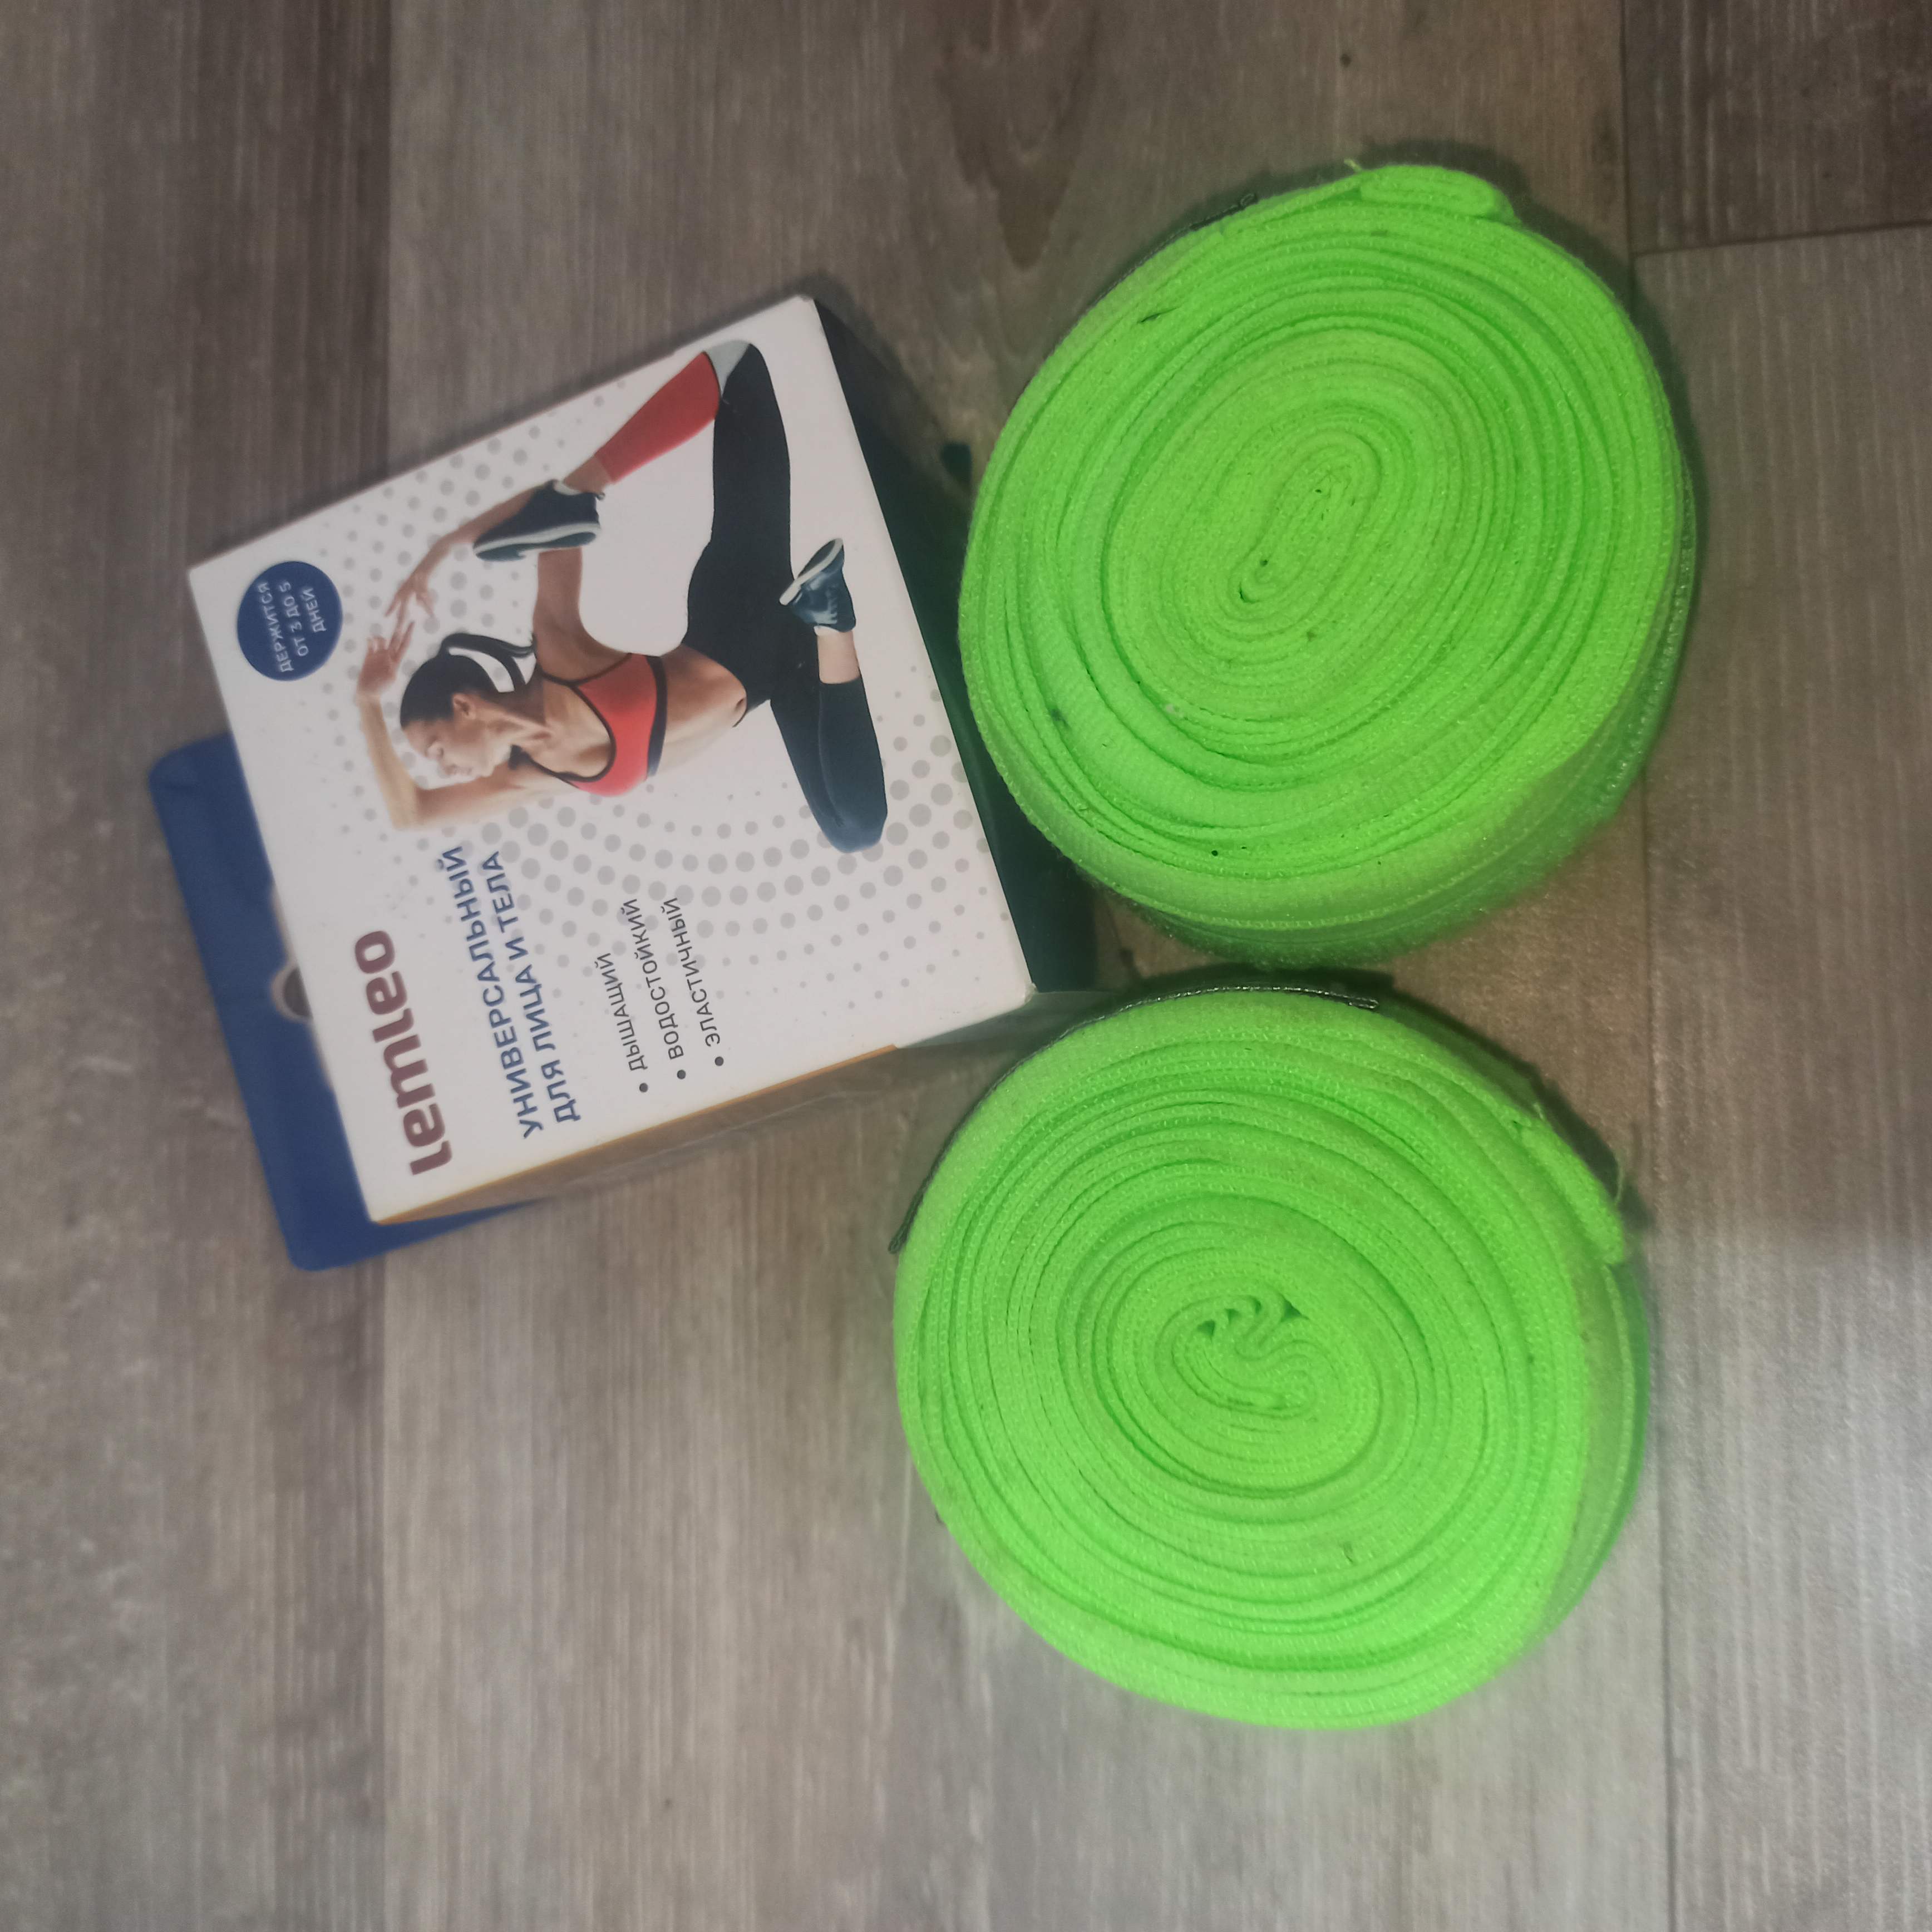 ДЕРЖИТСЯ
ОТ 3 ДО 5
ДНЕЙ
lemleo
УНИВЕРСАЛЬНЫЙ
ДЛЯ ЛИЦА И ТЕЛА
• ДЫШАЩИЙ
• ВОДОСТОЙКИЙ
• ЭЛАСТИЧНЫЙ